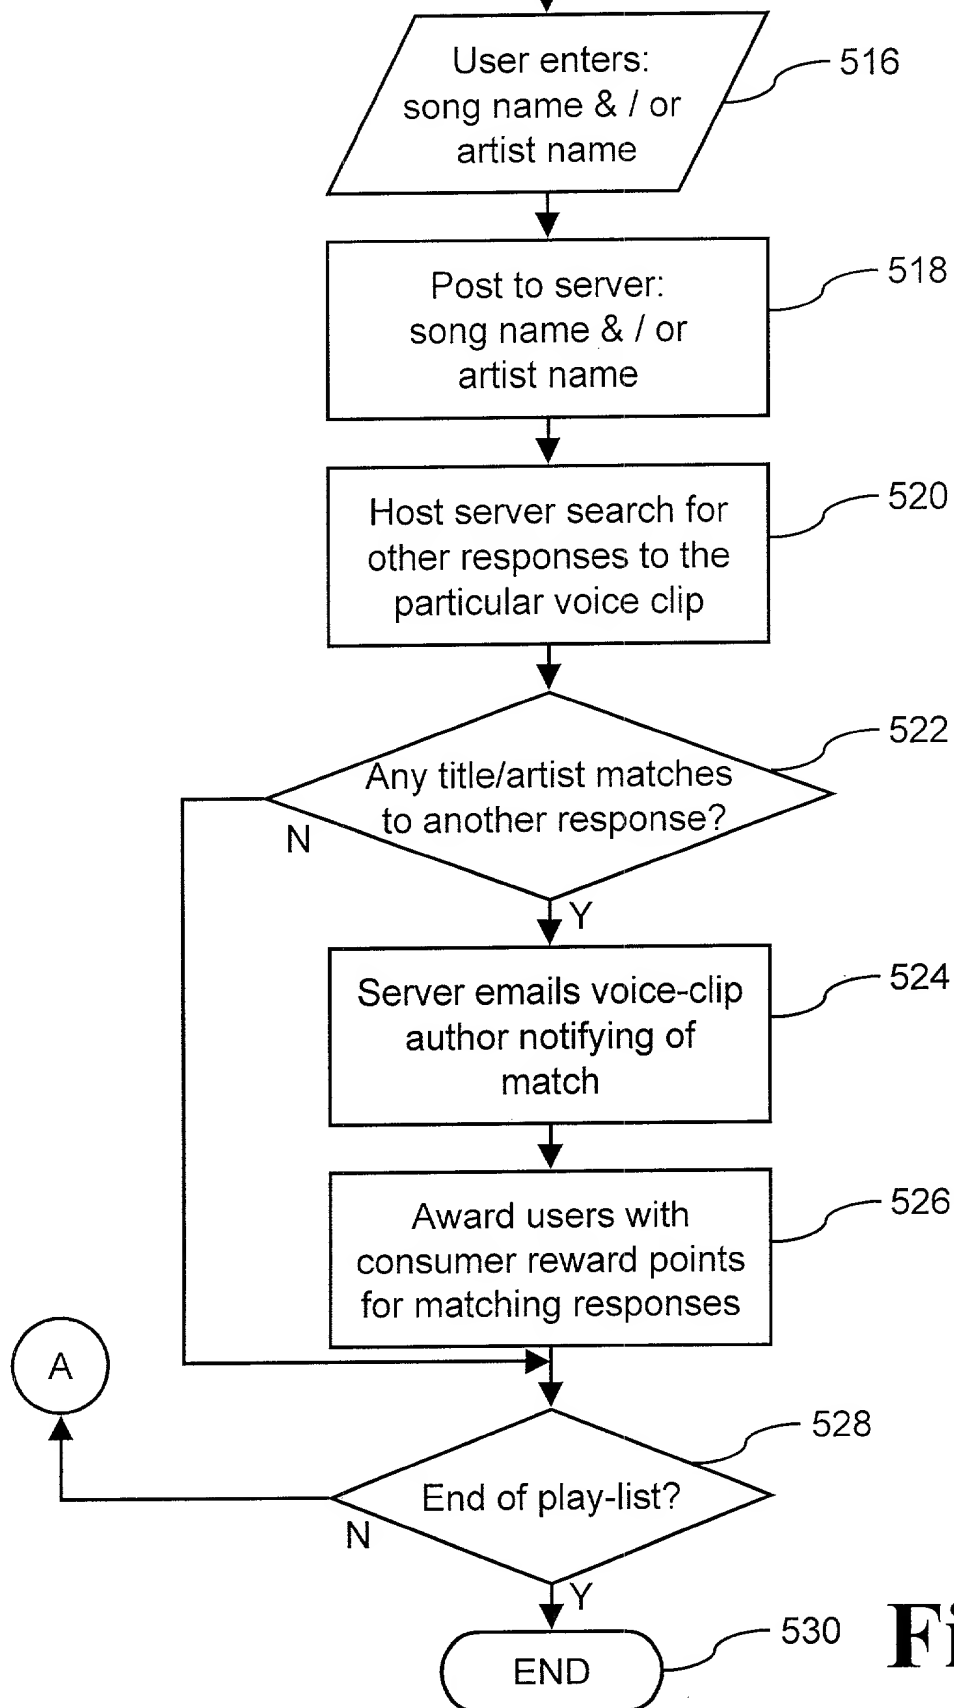 User enters:
song name & / or
artist name
516
Post to server:
song name & / or
artist name
518
Host server search for
other responses to the
particular voice clip
520
Any title/artist matches
to another response?
522
N
Y
Server emails voice-clip
author notifying of
match
524
Award users with
consumer reward points
for matching responses
526
A
End of play-list?
528
N
Y
END
530